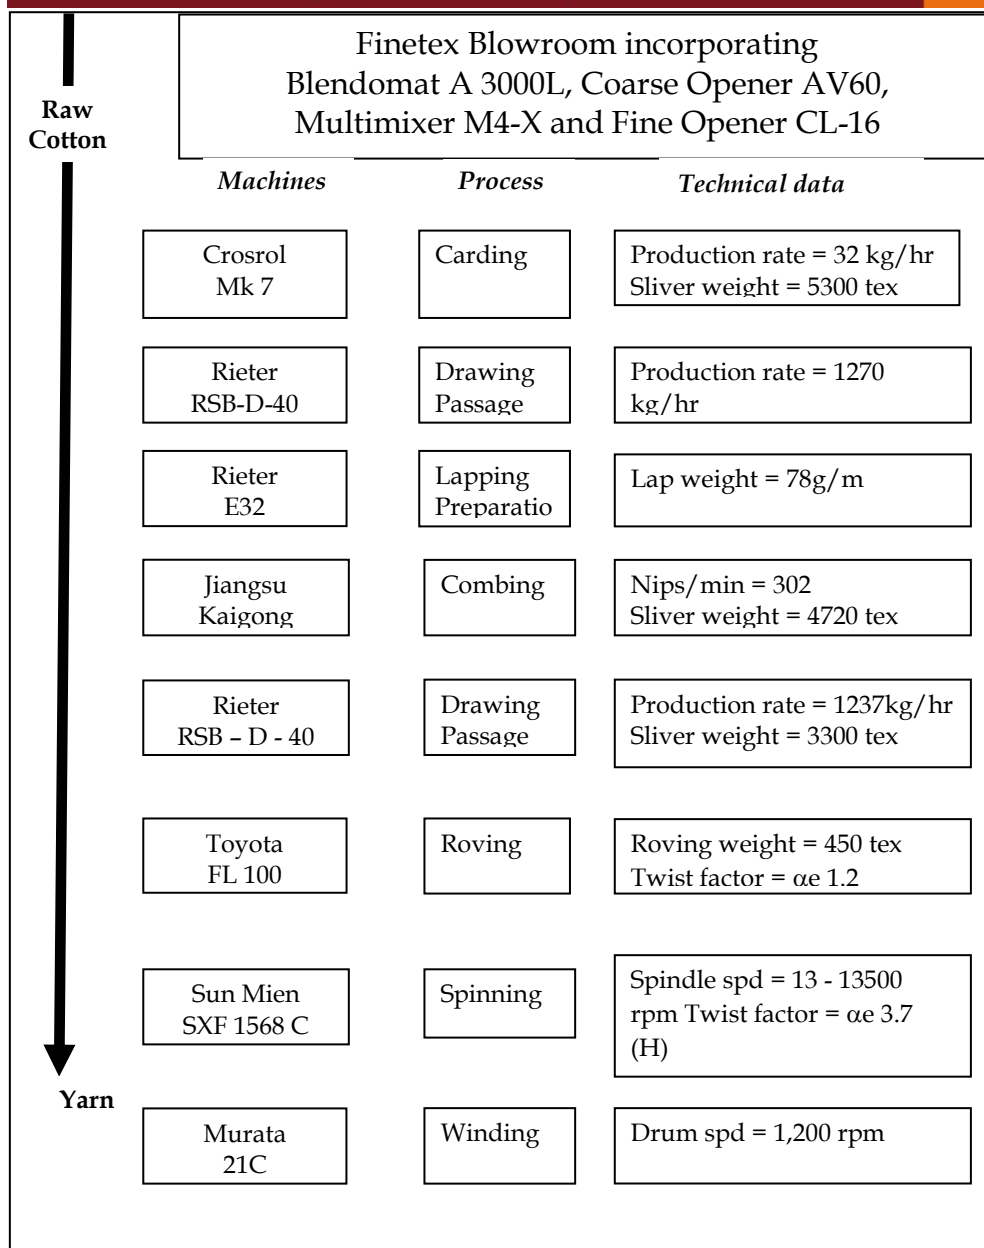 Finetex Blowroom incorporating
Blendomat A 3000L, Coarse Opener AV60,
Multimixer M4-X and Fine Opener CL-16
Raw
Cotton
Machines Process Technical data
Crosrol
Mk 7
Carding
Production rate = 32 kg/hr
Sliver weight = 5300 tex
Rieter
RSB-D-40
Drawing
Passage
Production rate = 1270
kg/hr
Rieter
E32
Lapping
Preparatio
Lap weight = 78g/m
Jiangsu
Kaigong
Combing
Nips/min = 302
Sliver weight = 4720 tex
Rieter
RSB – D - 40
Drawing
Passage
Production rate = 1237kg/hr
Sliver weight = 3300 tex
Toyota
FL 100
Roving
Roving weight = 450 tex
Twist factor = αe 1.2
Sun Mien
SXF 1568 C
Spinning
Spindle spd = 13 - 13500
rpm Twist factor = αe 3.7
(H)
Yarn
Murata
21C
Winding
Drum spd = 1,200 rpm